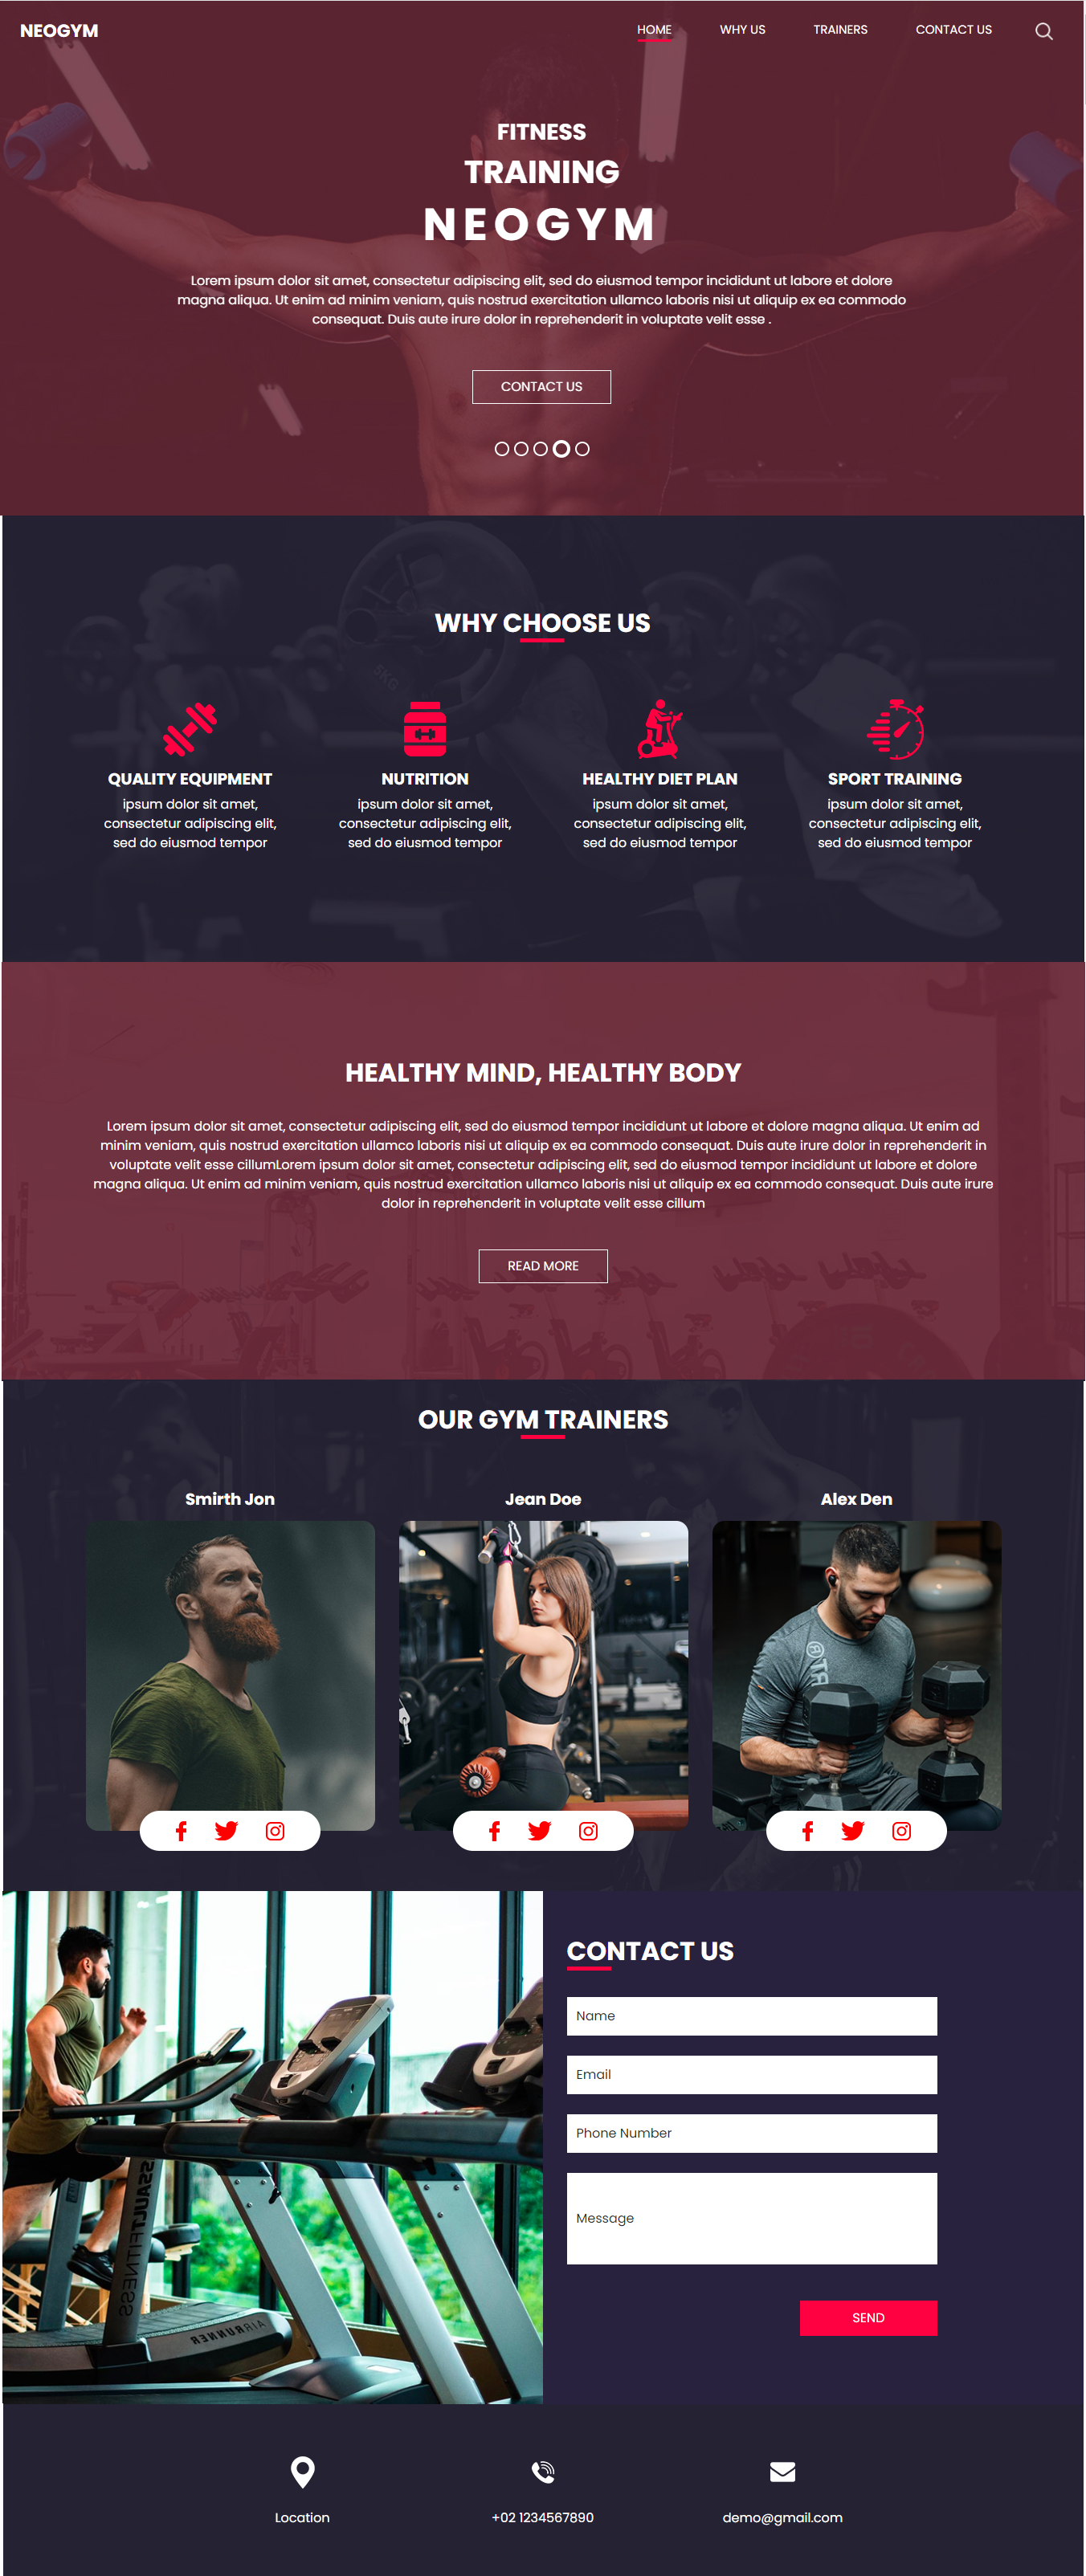 NEOGYM
HOME
WHY US
TRAINERS
CONTACT US
FITNESS
TRAINING
NEOGYM
Lorem ipsum dolor sit amet, consectetur adipiscing elit, sed do eiusmod tempor incididunt ut labore et dolore
magna aliqua. Ut enim ad minim veniam, quis nostrud exercitation ullamco laboris nisi ut aliquip ex ea commodo
consequat. Duis aute irure dolor in reprehenderit in voluptate velit esse .
CONTACT US
WHY CHOOSE US
5KG
QUALITY EQUIPMENT
ipsum dolor sit amet,
consectetur adipiscing elit,
sed do eiusmod tempor
NUTRITION
ipsum dolor sit amet,
consectetur adipiscing elit,
sed do eiusmod tempor
HEALTHY DIET PLAN
ipsum dolor sit amet,
consectetur adipiscing elit,
sed do eiusmod tempor
SPORT TRAINING
ipsum dolor sit amet,
consectetur adipiscing elit,
sed do eiusmod tempor
HEALTHY MIND, HEALTHY BODY
Lorem ipsum dolor sit amet, consectetur adipiscing elit, sed do eiusmod tempor incididunt ut labore et dolore magna aliqua. Ut enim ad
minim veniam, quis nostrud exercitation ullamco laboris nisi ut aliquip ex ea commodo consequat. Duis aute irure dolor in reprehenderit in
voluptate velit esse cillumLorem ipsum dolor sit amet, consectetur adipiscing elit, sed do eiusmod tempor incididunt ut labore et dolore
magna aliqua. Ut enim ad minim veniam, quis nostrud exercitation ullamco laboris nisi ut aliquip ex ea commodo consequat. Duis aute irure
dolor in reprehenderit in voluptate velit esse cillum
READ MORE
OUR GYM TRAINERS
Smirth Jon
Jean Doe
Alex Den
CONTACT US
Name
Email
Phone Number
Message
SEND
AIRRUNNER
Location
+02 1234567890
demo@gmail.com